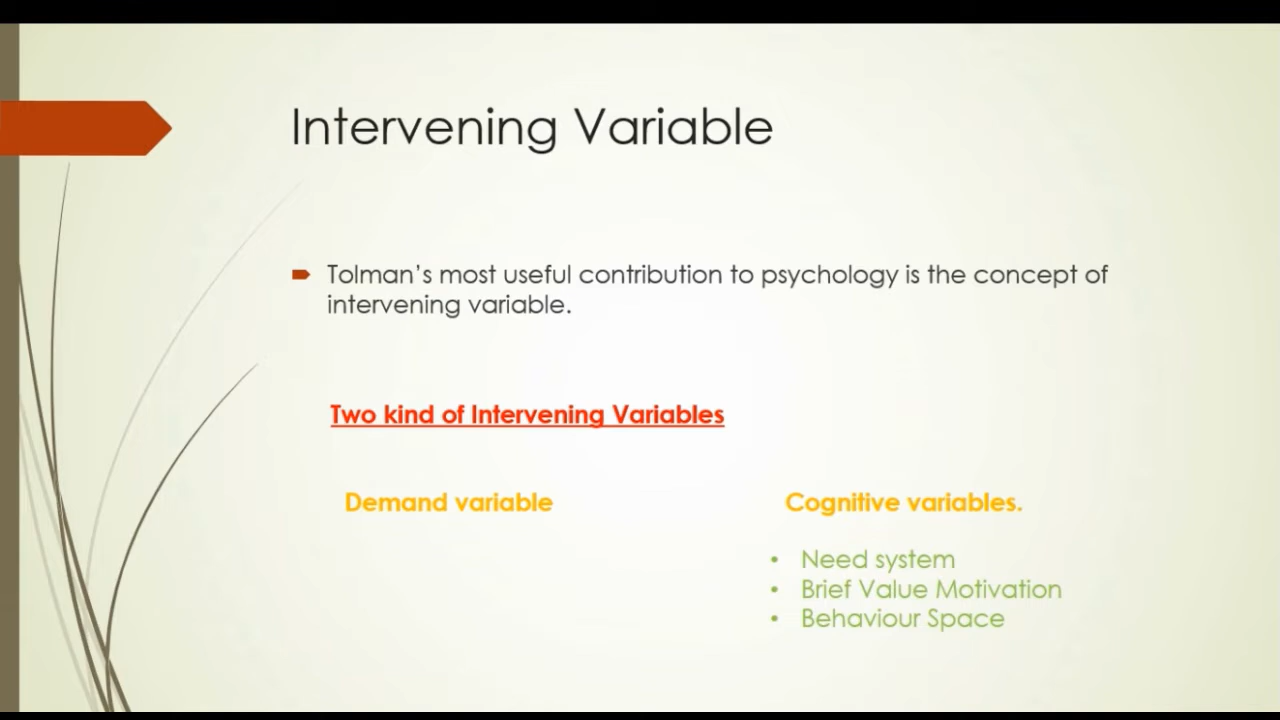 Intervening Variable
Tolman’s most useful contribution to psychology is the concept of
intervening variable.
Two kind of Intervening Variables
Demand variable
Cognitive variables.
• Need system
• Brief Value Motivation
• Behaviour Space